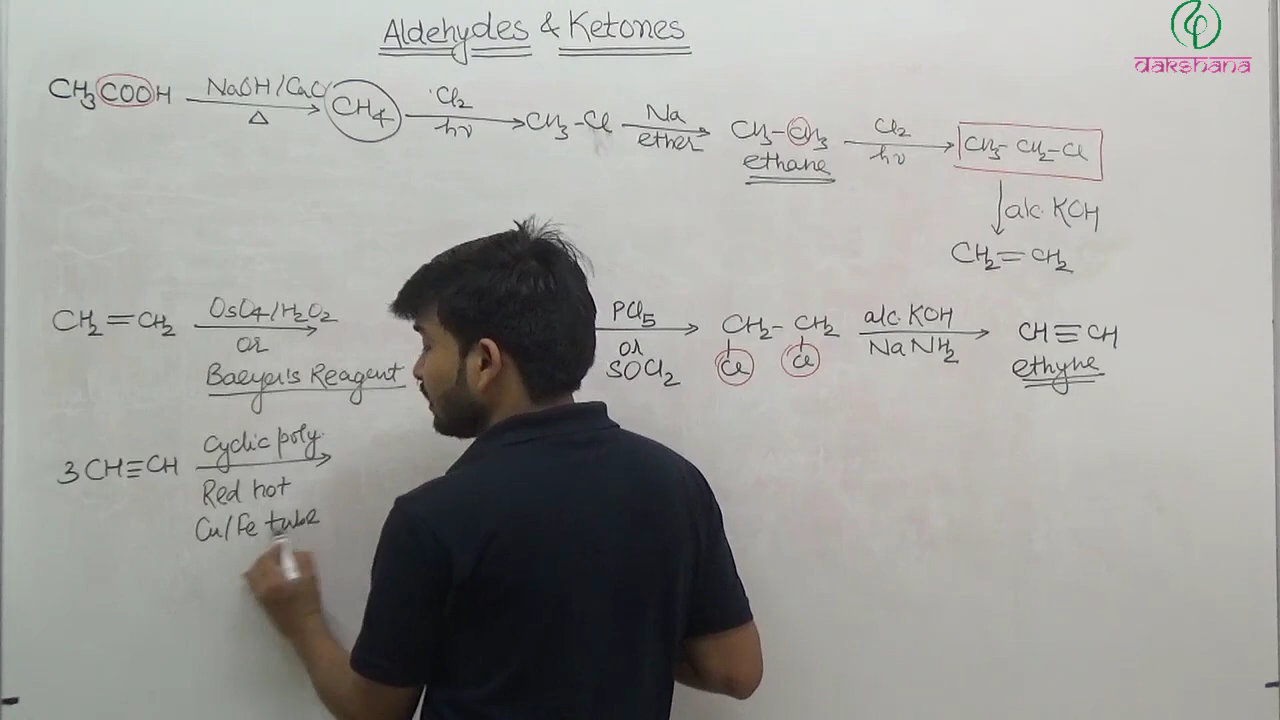 Aldehydes & Ketones
dakshana
CH3COOH NaOH/CaO Δ CH4 Cl2 hν CH3-Cl Na ether CH3-CH3 ethane Cl2 hν CH3-CH2-Cl
alc. KOH
CH2=CH2
CH2=CH2 OsO4/H2O2 or Baeyer's Reagent PCl5 or SOCl2 CH2-CH2 Cl Cl alc. KOH NaNH2 CH≡CH ethyne
3CH≡CH Cyclic poly. Red hot Cu/Fe tube